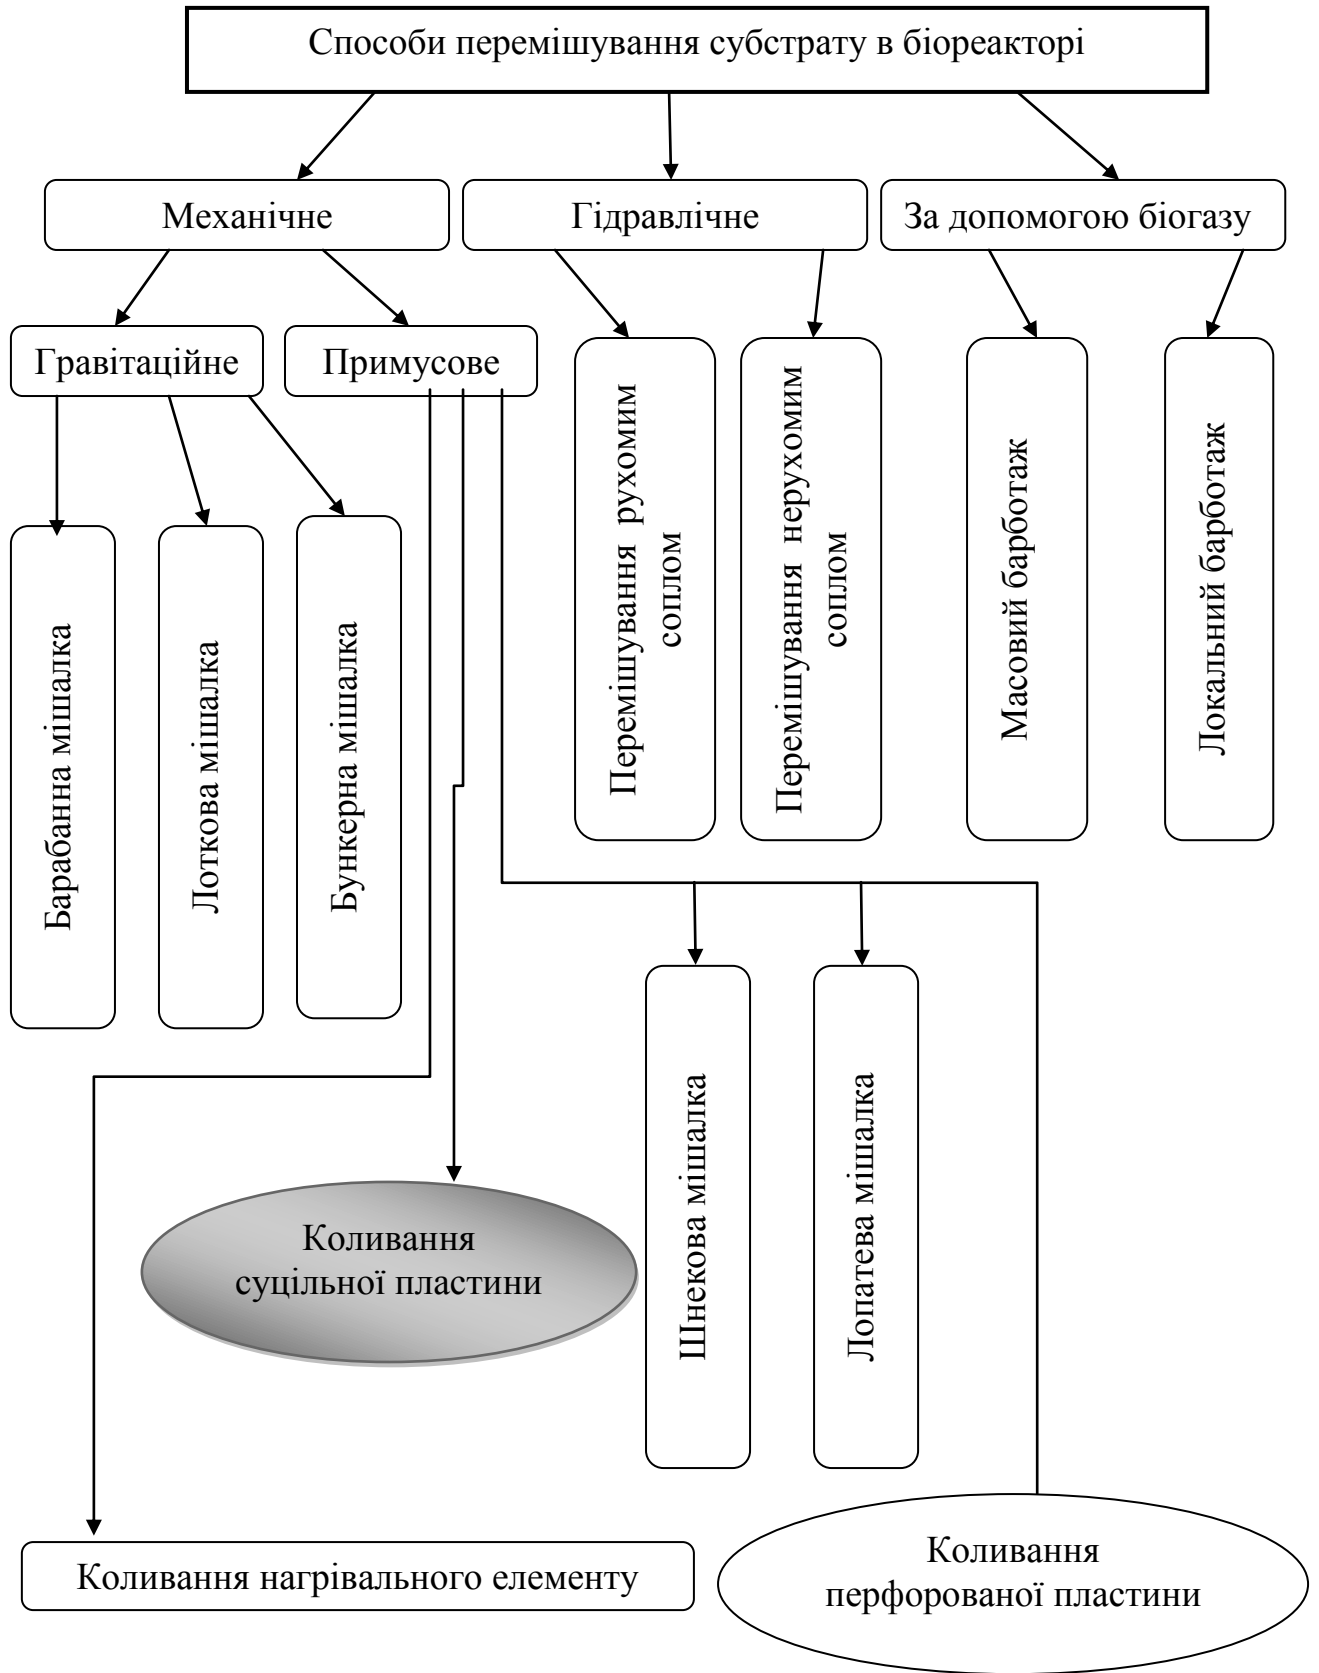 Способи перемішування субстрату в біореакторі
Механічне
Гідравлічне
За допомогою біогазу
Гравітаційне
Примусове
Перемішування рухомим
соплом
Перемішування нерухомим
соплом
Масовий барботаж
Локальний барботаж
Барабанна мішалка
Лоткова мішалка
Бункерна мішалка
Шнекова мішалка
Лопатева мішалка
Коливання
суцільної пластини
Коливання нагрівального елементу
Коливання
перфорованої пластини